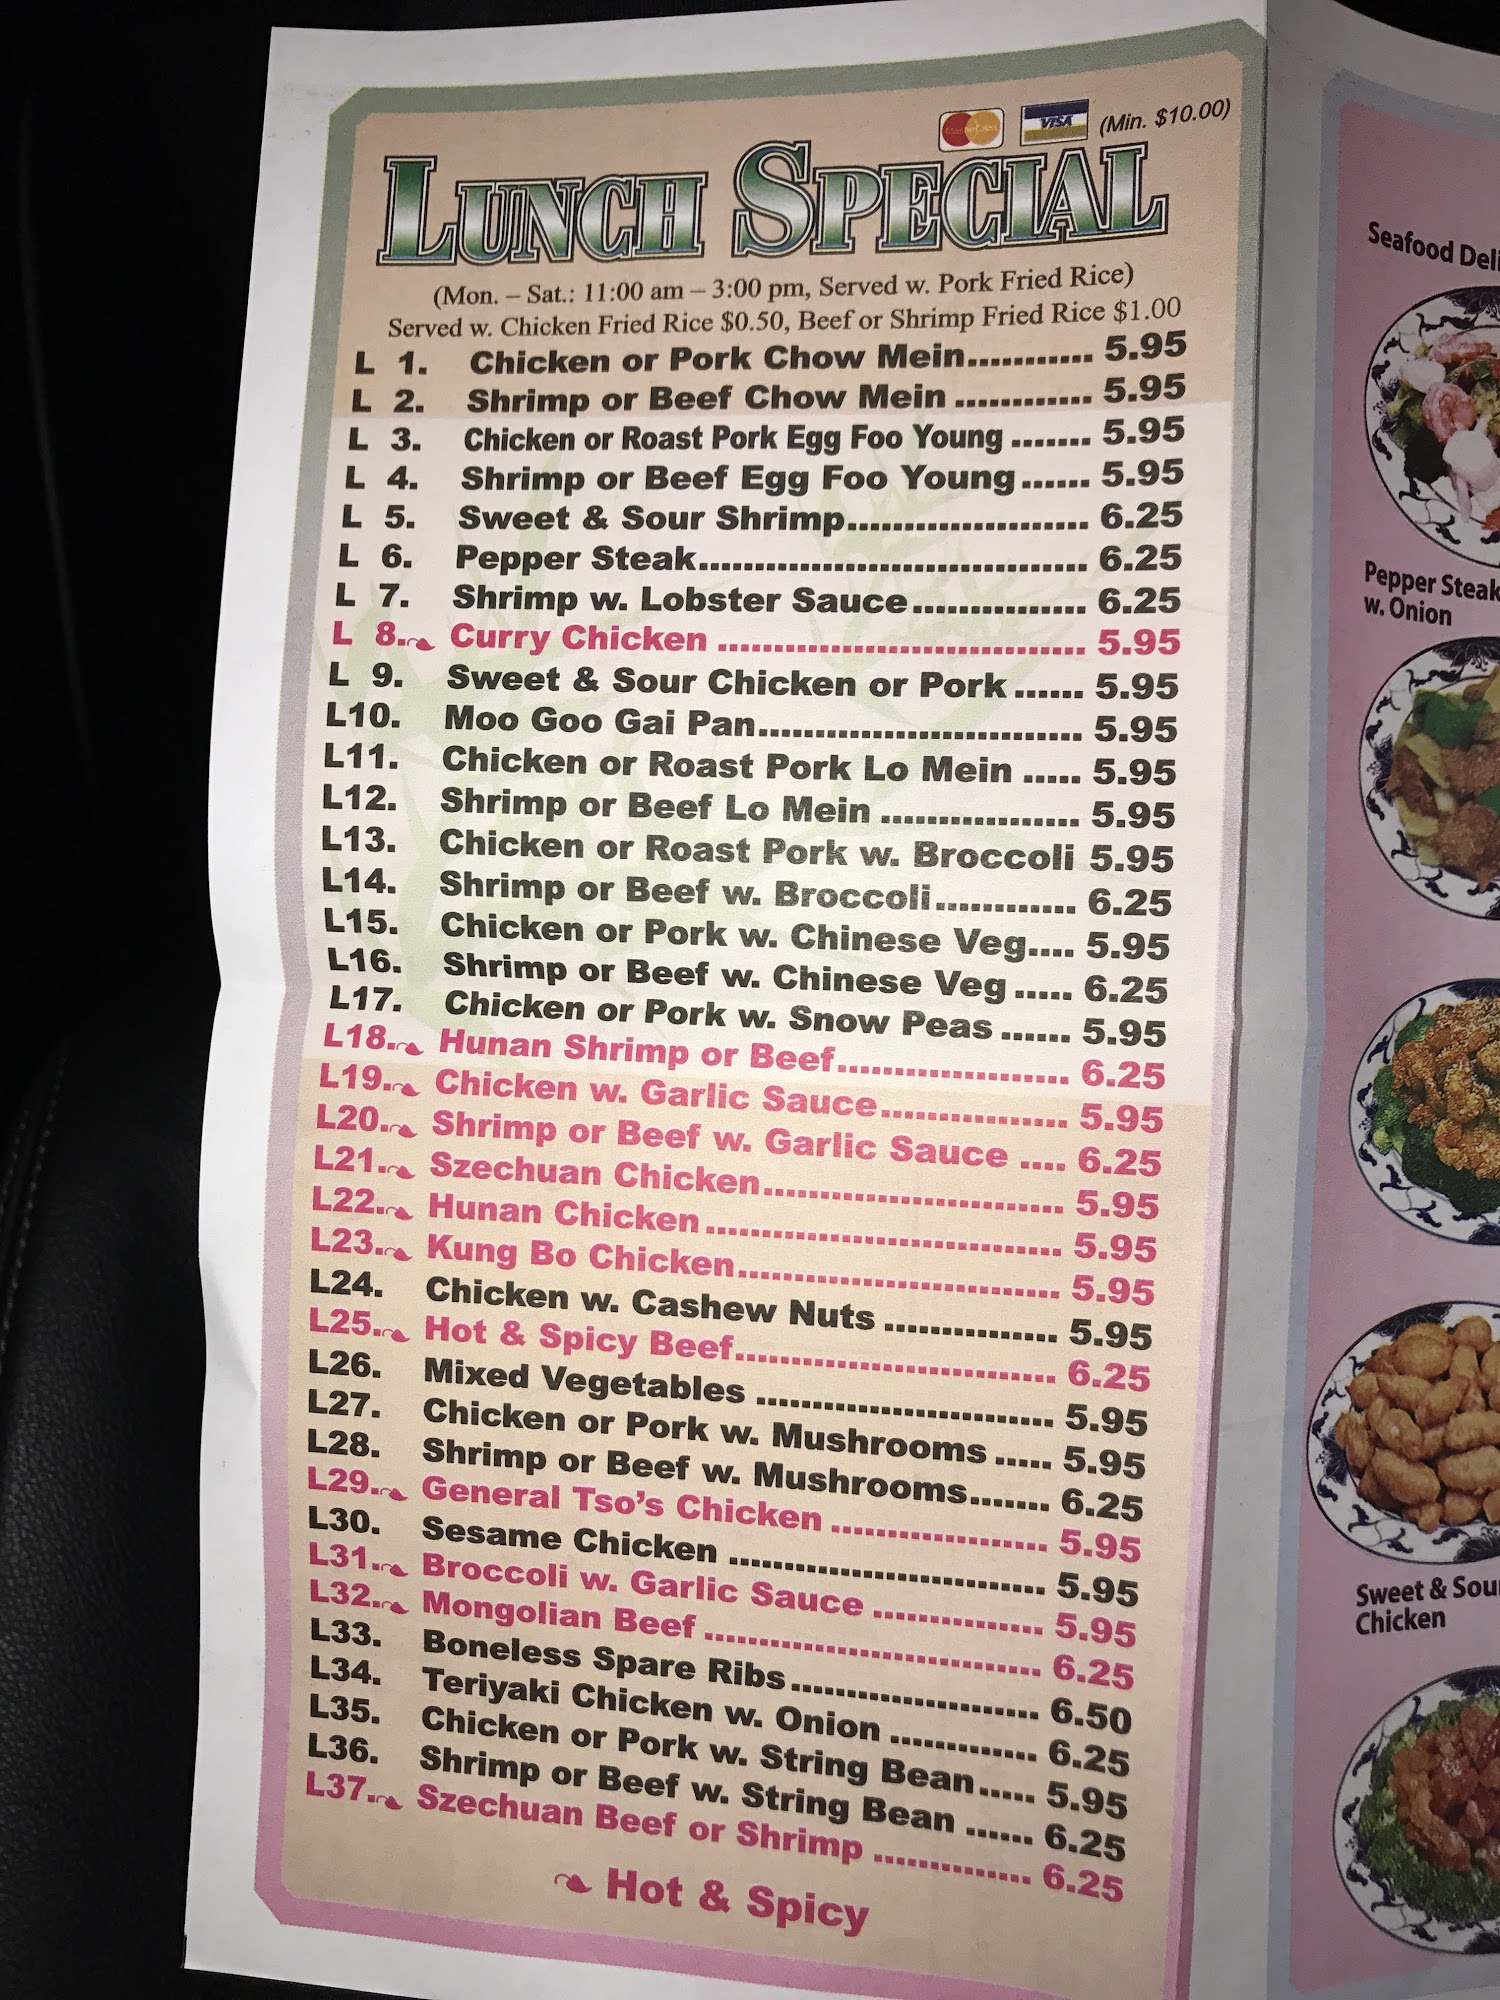 MasterCard VISA (Min. $10.00)
LUNCH SPECIAL
(Mon. – Sat.: 11:00 am – 3:00 pm, Served w. Pork Fried Rice)
Served w. Chicken Fried Rice $0.50, Beef or Shrimp Fried Rice $1.00
L 1. Chicken or Pork Chow Mein........... 5.95
L 2. Shrimp or Beef Chow Mein ............ 5.95
L 3. Chicken or Roast Pork Egg Foo Young ....... 5.95
L 4. Shrimp or Beef Egg Foo Young ...... 5.95
L 5. Sweet & Sour Shrimp..................... 6.25
L 6. Pepper Steak.................................. 6.25
L 7. Shrimp w. Lobster Sauce............... 6.25
L 8. Curry Chicken ................................ 5.95
L 9. Sweet & Sour Chicken or Pork ...... 5.95
L10. Moo Goo Gai Pan............................ 5.95
L11. Chicken or Roast Pork Lo Mein ..... 5.95
L12. Shrimp or Beef Lo Mein ................. 5.95
L13. Chicken or Roast Pork w. Broccoli 5.95
L14. Shrimp or Beef w. Broccoli............ 6.25
L15. Chicken or Pork w. Chinese Veg.... 5.95
L16. Shrimp or Beef w. Chinese Veg ..... 6.25
L17. Chicken or Pork w. Snow Peas ...... 5.95
L18. Hunan Shrimp or Beef.................... 6.25
L19. Chicken w. Garlic Sauce................ 5.95
L20. Shrimp or Beef w. Garlic Sauce .... 6.25
L21. Szechuan Chicken.......................... 5.95
L22. Hunan Chicken............................... 5.95
L23. Kung Bo Chicken............................ 5.95
L24. Chicken w. Cashew Nuts ............... 5.95
L25. Hot & Spicy Beef............................ 6.25
L26. Mixed Vegetables .......................... 5.95
L27. Chicken or Pork w. Mushrooms ..... 5.95
L28. Shrimp or Beef w. Mushrooms....... 6.25
L29. General Tso's Chicken ................... 5.95
L30. Sesame Chicken ............................ 5.95
L31. Broccoli w. Garlic Sauce ............... 5.95
L32. Mongolian Beef .............................. 6.25
L33. Boneless Spare Ribs...................... 6.50
L34. Teriyaki Chicken w. Onion ............. 6.25
L35. Chicken or Pork w. String Bean..... 5.95
L36. Shrimp or Beef w. String Bean ...... 6.25
L37. Szechuan Beef or Shrimp .............. 6.25
Hot & Spicy
Seafood Deli
Pepper Steak
w. Onion
Sweet & Sou
Chicken